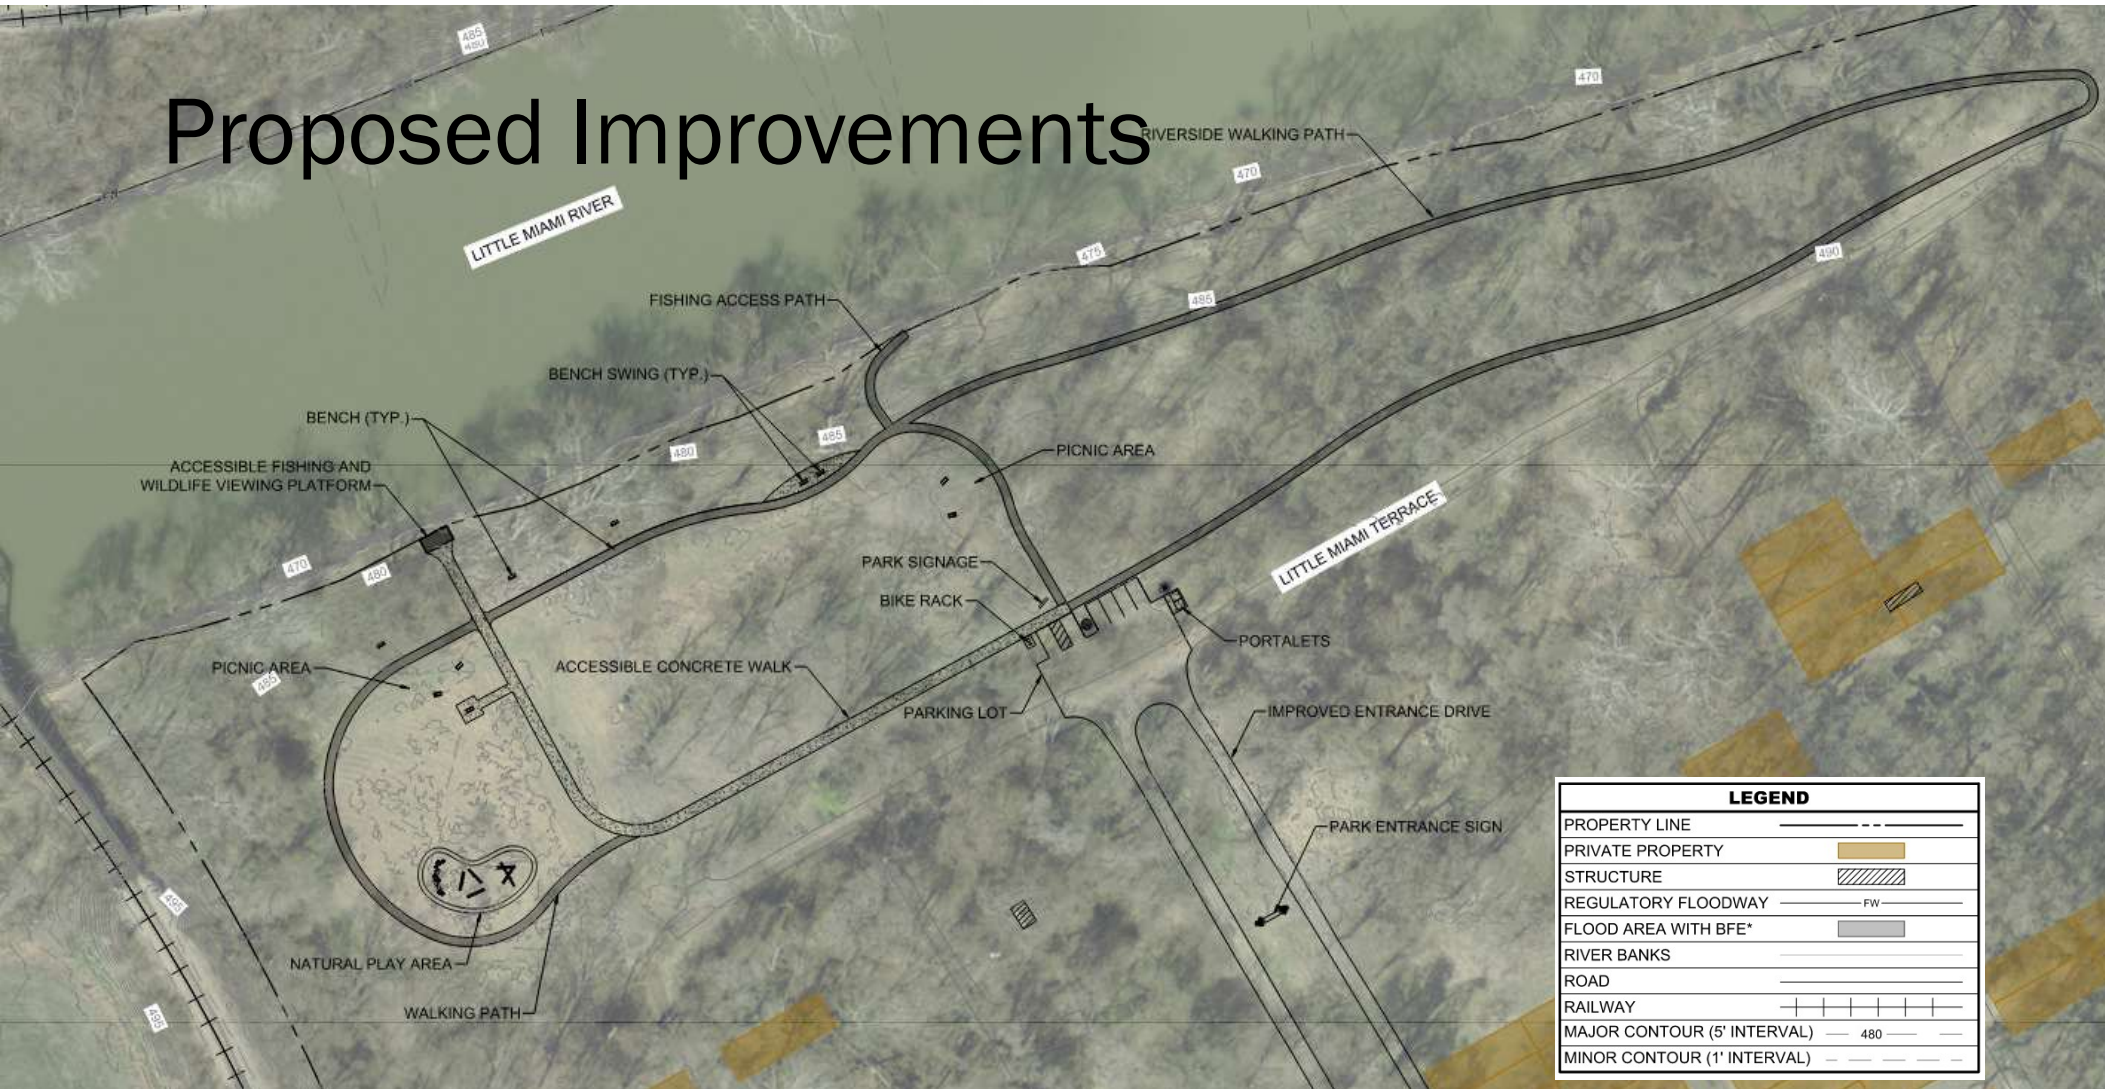 485
480
Proposed Improvements
470
RIVERSIDE WALKING PATH
470
LITTLE MIAMI RIVER
475
490
FISHING ACCESS PATH
485
BENCH SWING (TYP.)
BENCH (TYP.)
485
480
PICNIC AREA
ACCESSIBLE FISHING AND
WILDLIFE VIEWING PLATFORM
LITTLE MIAMI TERRACE
470
480
PARK SIGNAGE
BIKE RACK
PORTALETS
PICNIC AREA
485
ACCESSIBLE CONCRETE WALK
PARKING LOT
IMPROVED ENTRANCE DRIVE
PARK ENTRANCE SIGN
495
NATURAL PLAY AREA
WALKING PATH
495
LEGEND
PROPERTY LINE
PRIVATE PROPERTY
STRUCTURE
REGULATORY FLOODWAY FW
FLOOD AREA WITH BFE*
RIVER BANKS
ROAD
RAILWAY
MAJOR CONTOUR (5' INTERVAL) 480
MINOR CONTOUR (1' INTERVAL)